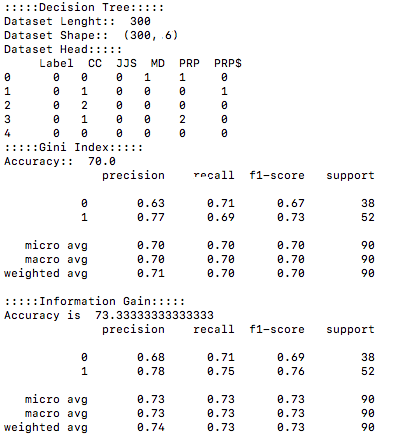 :::::Decision Tree:::::
Dataset Lenght::  300
Dataset Shape::  (300, 6)
Dataset Head:::::
     Label  CC  JJS  MD  PRP  PRP$
0      0   0    0   1    1     0
1      0   1    0   0    0     1
2      0   2    0   0    0     0
3      0   1    0   0    2     0
4      0   0    0   0    0     0
:::::Gini Index:::::
Accuracy::  70.0
              precision    recall  f1-score   support

           0       0.63      0.71      0.67        38
           1       0.77      0.69      0.73        52

   micro avg       0.70      0.70      0.70        90
   macro avg       0.70      0.70      0.70        90
weighted avg       0.71      0.70      0.70        90

:::::Information Gain:::::
Accuracy is  73.33333333333333
              precision    recall  f1-score   support

           0       0.68      0.71      0.69        38
           1       0.78      0.75      0.76        52

   micro avg       0.73      0.73      0.73        90
   macro avg       0.73      0.73      0.73        90
weighted avg       0.74      0.73      0.73        90